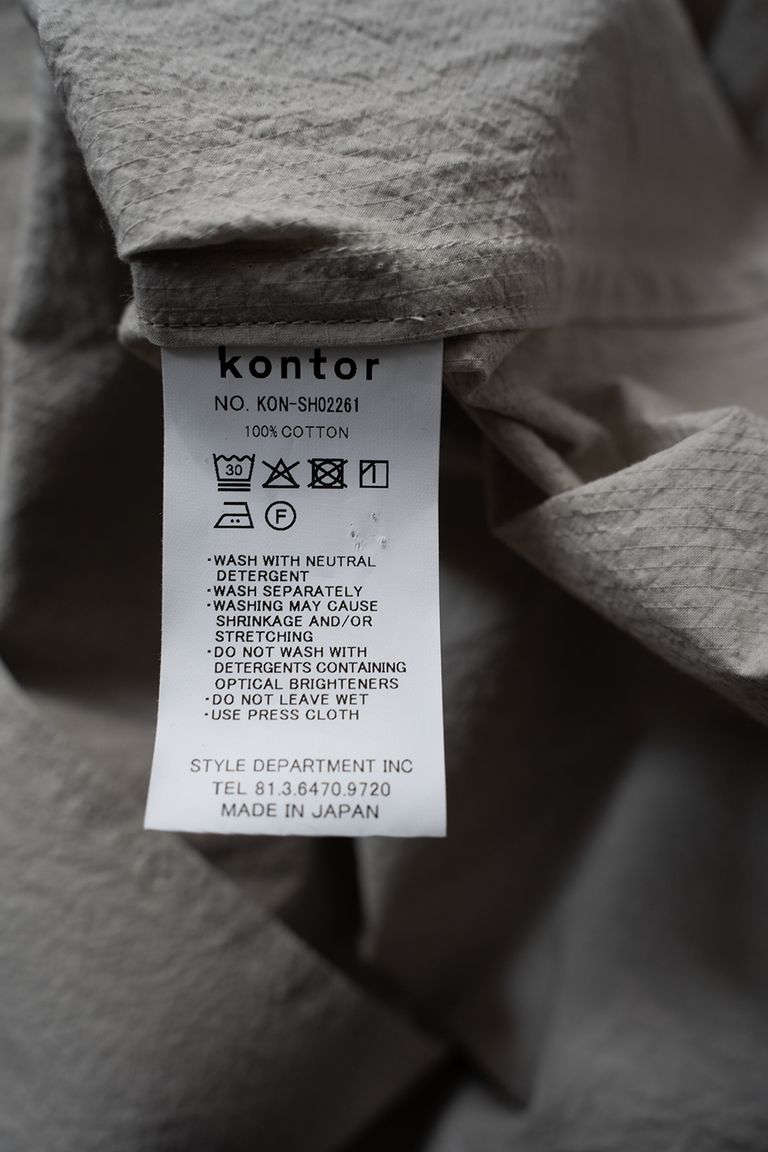 kontor
NO. KON-SH02261
100% COTTON
30
F
・WASH WITH NEUTRAL
DETERGENT
・WASH SEPARATELY
・WASHING MAY CAUSE
SHRINKAGE AND/OR
STRETCHING
・DO NOT WASH WITH
DETERGENTS CONTAINING
OPTICAL BRIGHTENERS
・DO NOT LEAVE WET
・USE PRESS CLOTH
STYLE DEPARTMENT INC
TEL 81.3.6470.9720
MADE IN JAPAN